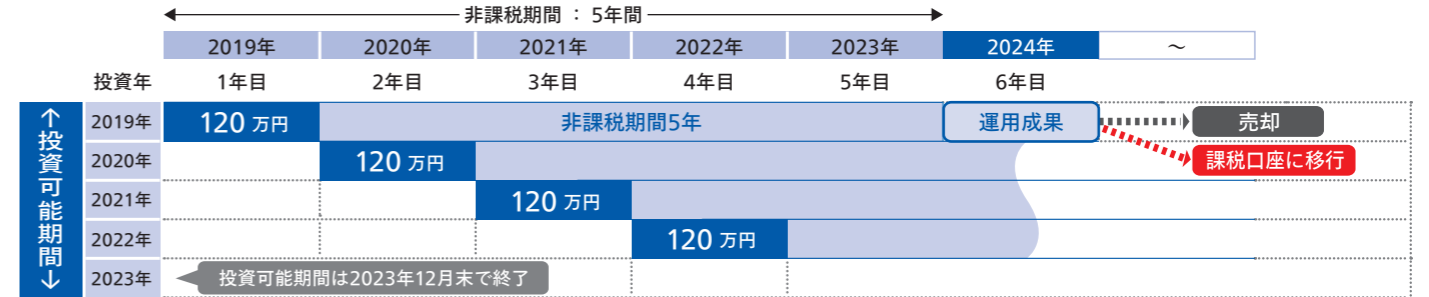 非課税期間 : 5年間
2019年 2020年 2021年 2022年 2023年 2024年 ～
投資年 1年目 2年目 3年目 4年目 5年目 6年目
↑投資可能期間↓
2019年 120 万円 非課税期間5年 運用成果 売却
2020年 120 万円 課税口座に移行
2021年 120 万円
2022年 120 万円
2023年 投資可能期間は2023年12月末で終了